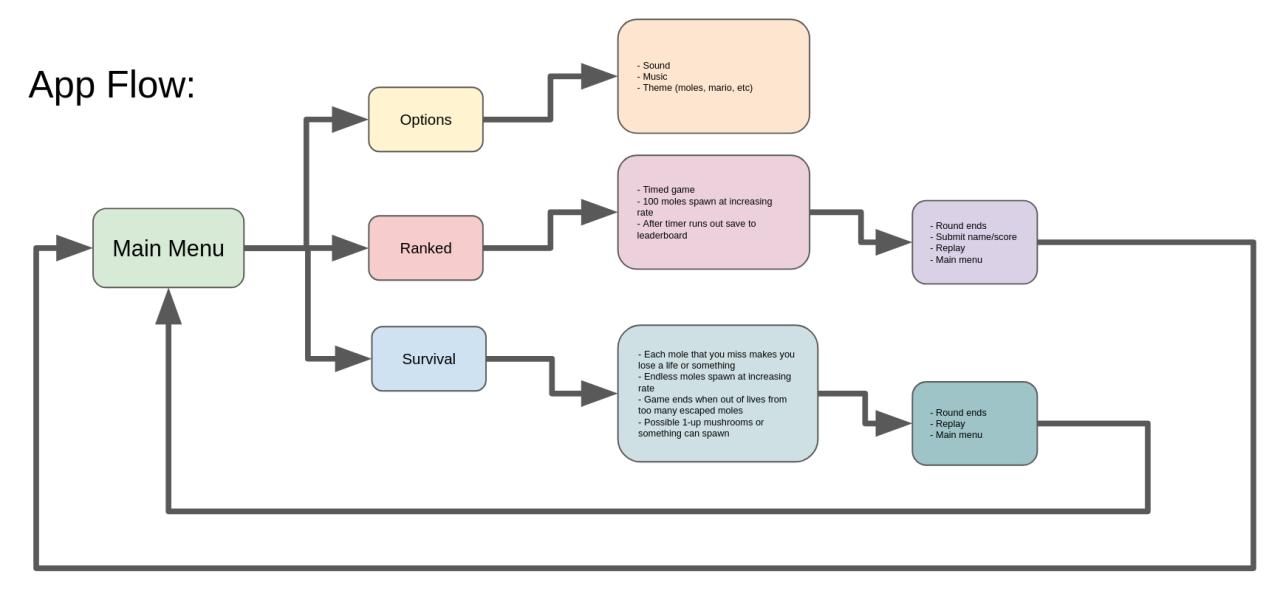 App Flow:
Options
- Sound
- Music
- Theme (moles, mario, etc)
Main Menu
Ranked
- Timed game
- 100 moles spawn at increasing
rate
- After timer runs out save to
leaderboard
- Round ends
- Submit name/score
- Replay
- Main menu
Survival
- Each mole that you miss makes you
lose a life or something
- Endless moles spawn at increasing
rate
- Game ends when out of lives from
too many escaped moles
- Possible 1-up mushrooms or
something can spawn
- Round ends
- Replay
- Main menu